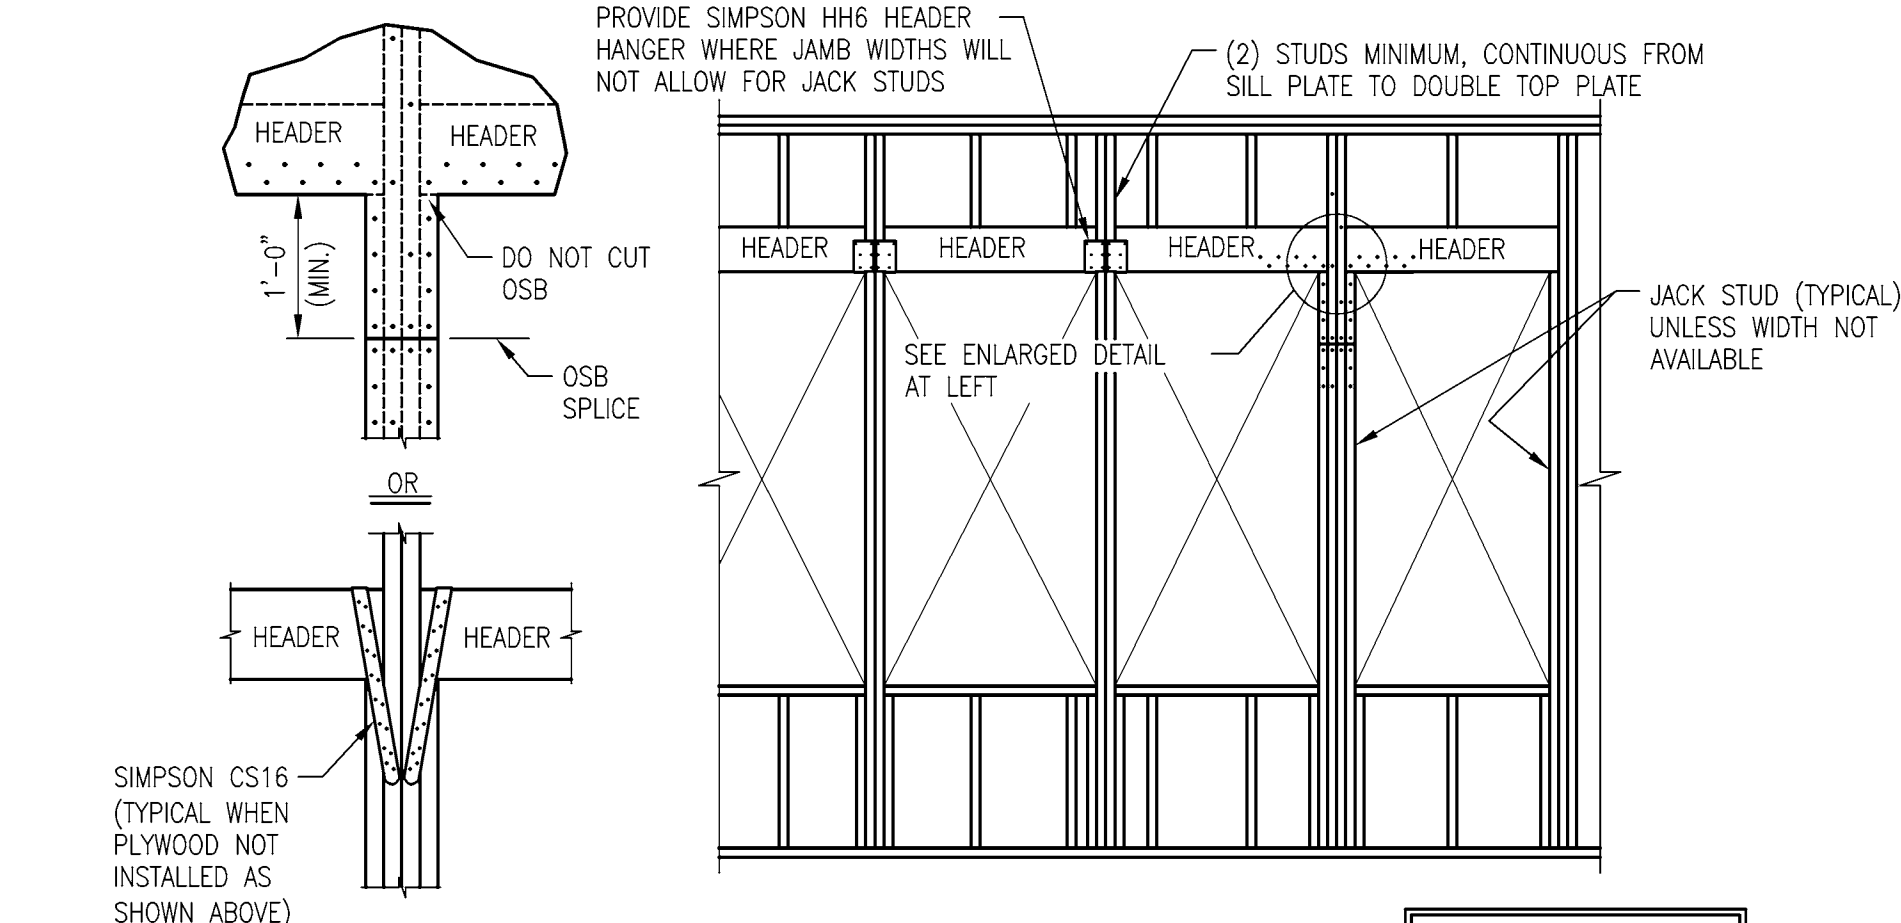 PROVIDE SIMPSON HH6 HEADER
HANGER WHERE JAMB WIDTHS WILL
NOT ALLOW FOR JACK STUDS
(2) STUDS MINIMUM, CONTINUOUS FROM
SILL PLATE TO DOUBLE TOP PLATE
HEADER
HEADER
1'-0"
(MIN.)
DO NOT CUT
OSB
OSB
SPLICE
HEADER
HEADER
HEADER
HEADER
SEE ENLARGED DETAIL
AT LEFT
JACK STUD (TYPICAL)
UNLESS WIDTH NOT
AVAILABLE
OR
HEADER
HEADER
SIMPSON CS16
(TYPICAL WHEN
PLYWOOD NOT
INSTALLED AS
SHOWN ABOVE)